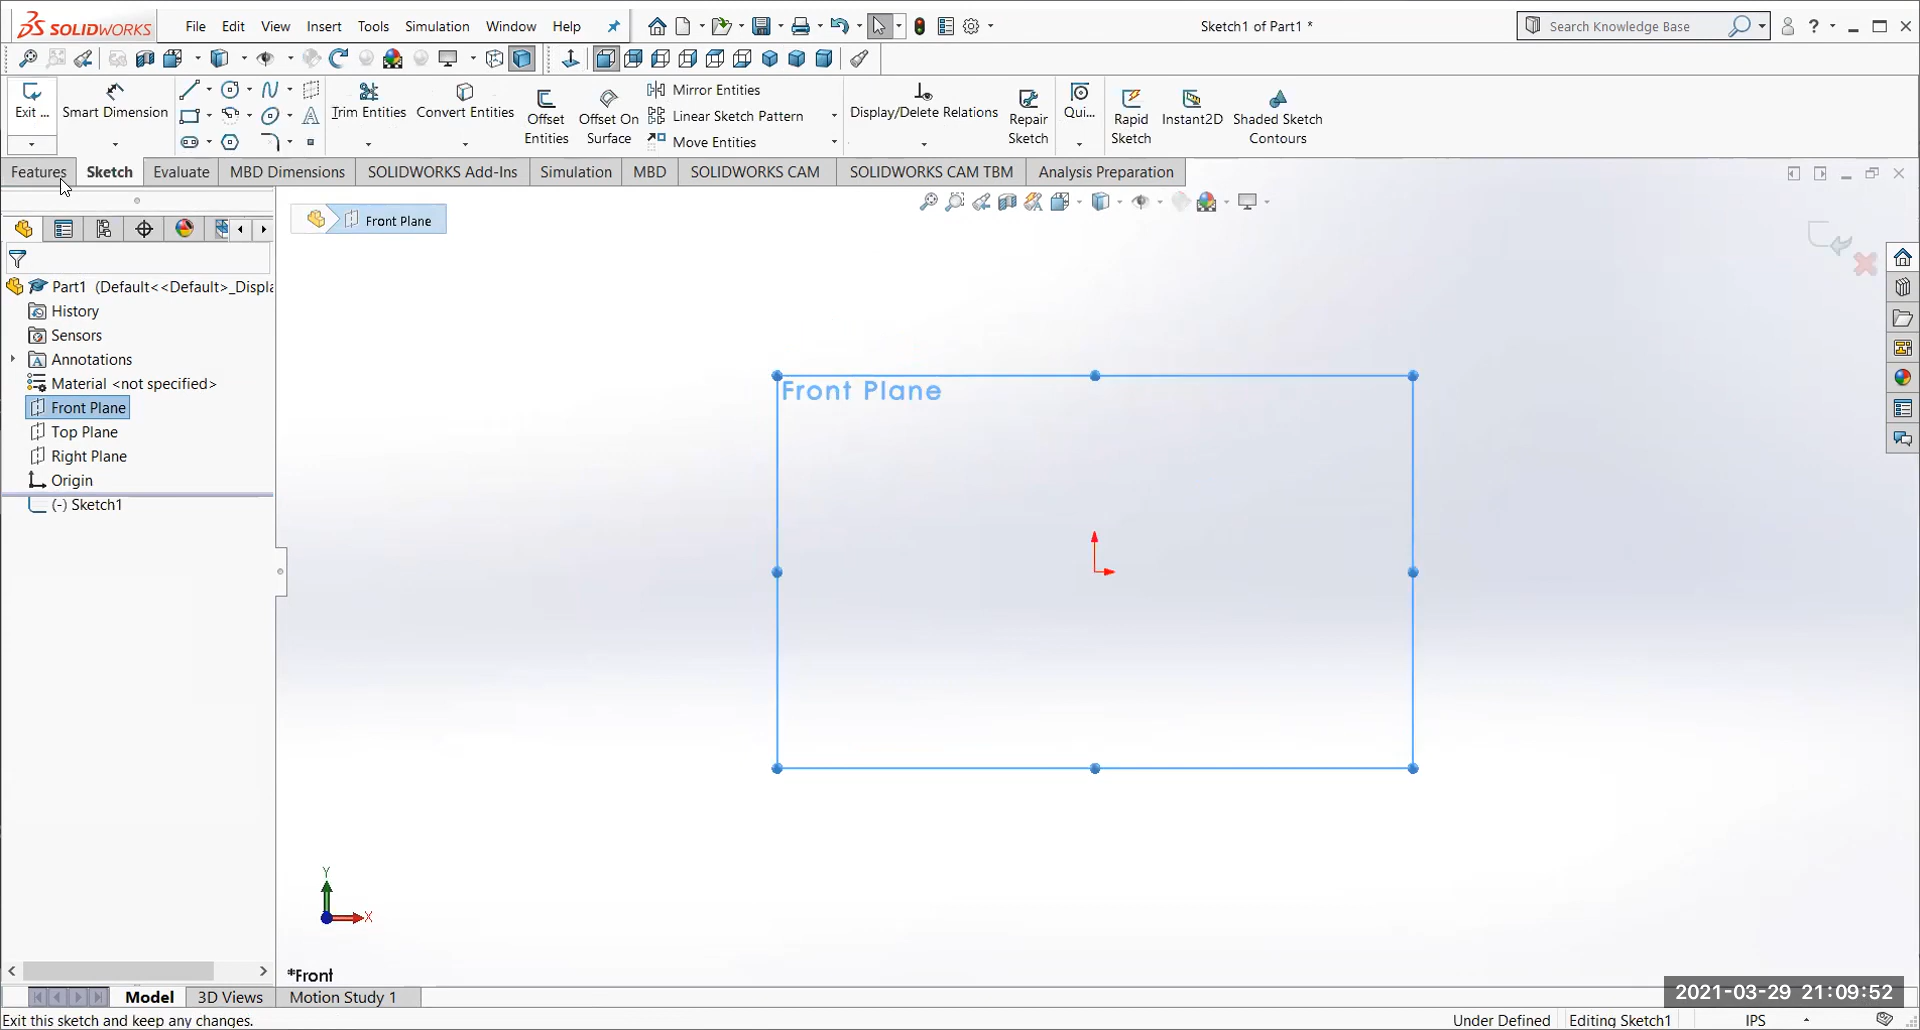 SOLIDWORKS File Edit View Insert Tools Simulation Window Help Sketch1 of Part1 * Search Knowledge Base ?
Exit ... Smart Dimension Trim Entities Convert Entities Offset Entities Offset On Surface Mirror Entities Linear Sketch Pattern Move Entities Display/Delete Relations Repair Sketch Qui... Rapid Sketch Instant2D Shaded Sketch Contours
Features Sketch Evaluate MBD Dimensions SOLIDWORKS Add-Ins Simulation MBD SOLIDWORKS CAM SOLIDWORKS CAM TBM Analysis Preparation
Front Plane
Part1 (Default<<Default>_Displa
History
Sensors
Annotations
Material <not specified>
Front Plane
Front Plane
Top Plane
Right Plane
Origin
(-) Sketch1
Y
X
*Front
Model 3D Views Motion Study 1
2021-03-29 21:09:52
Exit this sketch and keep any changes. Under Defined Editing Sketch1 IPS